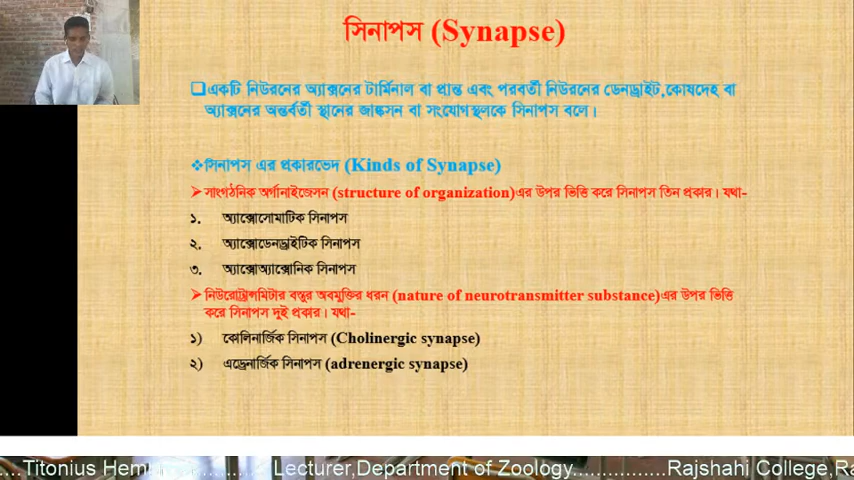 সিনাপস (Synapse)
❑একটি নিউরনের অ্যাক্সনের টার্মিনাল বা প্রান্ত এবং পরবর্তী নিউরনের ডেনড্রাইট,কোষদেহ বা
অ্যাক্সনের অন্তর্বর্তী স্থানের জাঙ্কসন বা সংযোগস্থলকে সিনাপস বলে।
❖সিনাপস এর প্রকারভেদ (Kinds of Synapse)
➢সাংগঠনিক অর্গানাইজেসন (structure of organization)এর উপর ভিত্তি করে সিনাপস তিন প্রকার। যথা-
১. অ্যাক্সোসোমাটিক সিনাপস
২. অ্যাক্সোডেনড্রাইটিক সিনাপস
৩. অ্যাক্সোঅ্যাক্সোনিক সিনাপস
➢নিউরোট্রান্সমিটার বস্তুর অবমুক্তির ধরন (nature of neurotransmitter substance)এর উপর ভিত্তি
করে সিনাপস দুই প্রকার। যথা-
১) কোলিনার্জিক সিনাপস (Cholinergic synapse)
২) এড্রেনার্জিক সিনাপস (adrenergic synapse)
....Titonius Hem Lecturer,Department of Zoology...............Rajshahi College,Ra